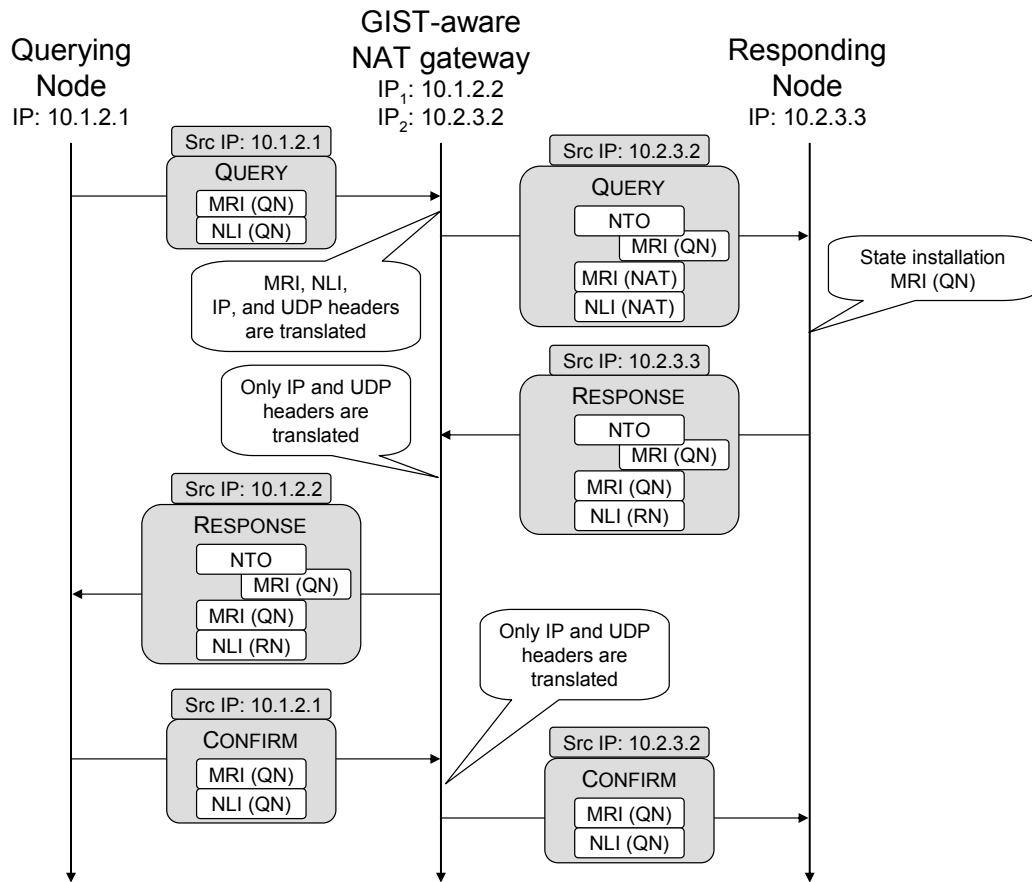 Querying
Node
IP: 10.1.2.1
GIST-aware
NAT gateway
IP₁: 10.1.2.2
IP₂: 10.2.3.2
Responding
Node
IP: 10.2.3.3
Src IP: 10.1.2.1
QUERY
MRI (QN)
NLI (QN)
Src IP: 10.2.3.2
QUERY
NTO
MRI (QN)
MRI (NAT)
NLI (NAT)
MRI, NLI,
IP, and UDP headers
are translated
State installation
MRI (QN)
Src IP: 10.2.3.3
RESPONSE
NTO
MRI (QN)
MRI (QN)
NLI (RN)
Only IP and UDP
headers are
translated
Src IP: 10.1.2.2
RESPONSE
NTO
MRI (QN)
MRI (QN)
NLI (RN)
Only IP and UDP
headers are
translated
Src IP: 10.1.2.1
CONFIRM
MRI (QN)
NLI (QN)
Src IP: 10.2.3.2
CONFIRM
MRI (QN)
NLI (QN)